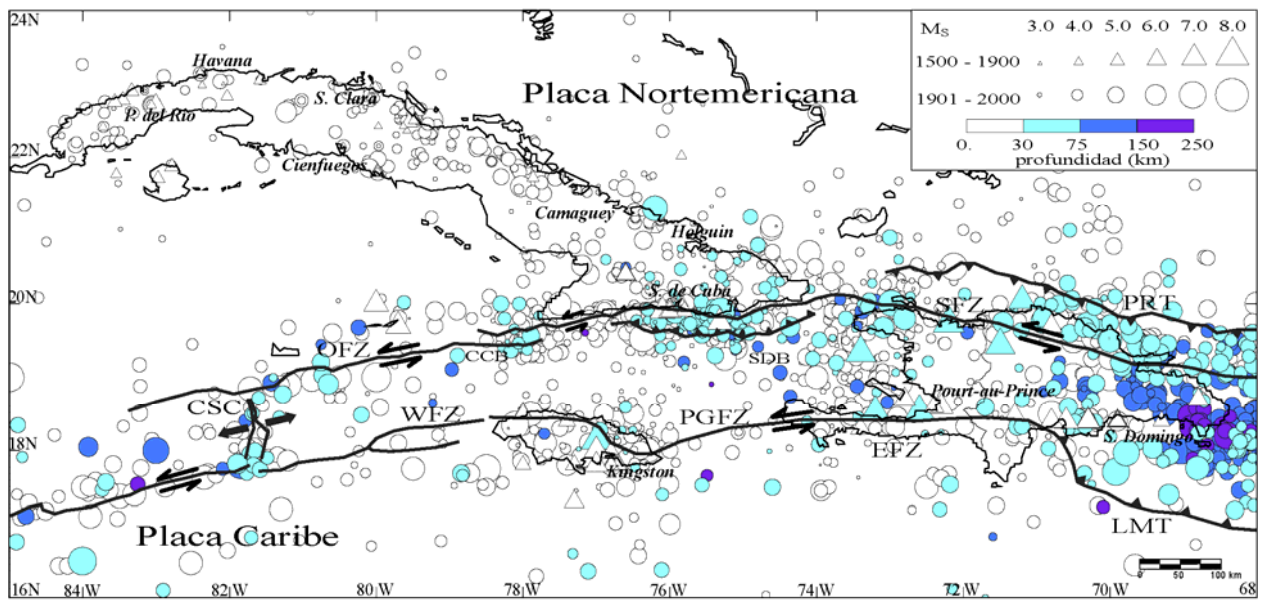 24N
Ms 3.0 4.0 5.0 6.0 7.0 8.0
1500 - 1900
1901 - 2000
0. 30 75 150 250
profundidad (km)
Havana
Placa Nortemericana
S. Clara
P. del Rio
22N
Cienfuegos
Camaguey
Holguin
20N
S. de Cuba
SFZ
PRT
OFZ
CCB
SDB
CSC
WFZ
PGFZ
Pourt-au-Prince
18N
S. Domingo
EFZ
Kingston
LMT
Placa Caribe
0 50 100 km
16N 84W 82W 80W 78W 76W 74W 72W 70W 68